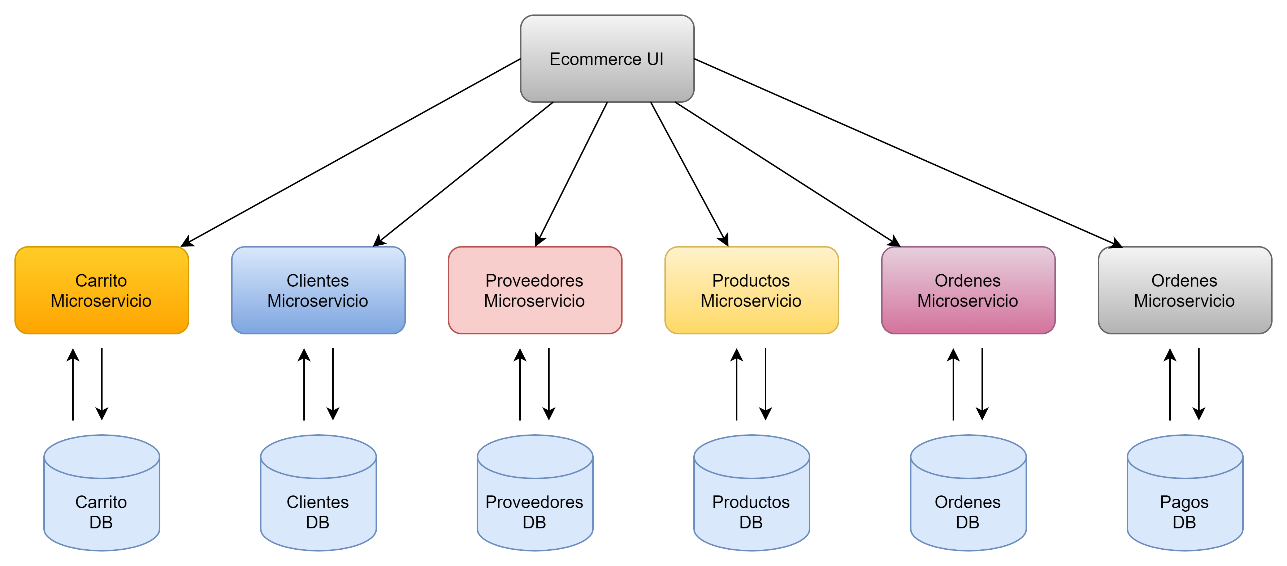 Ecommerce UI
Carrito
Microservicio
Clientes
Microservicio
Proveedores
Microservicio
Productos
Microservicio
Ordenes
Microservicio
Ordenes
Microservicio
Carrito
DB
Clientes
DB
Proveedores
DB
Productos
DB
Ordenes
DB
Pagos
DB